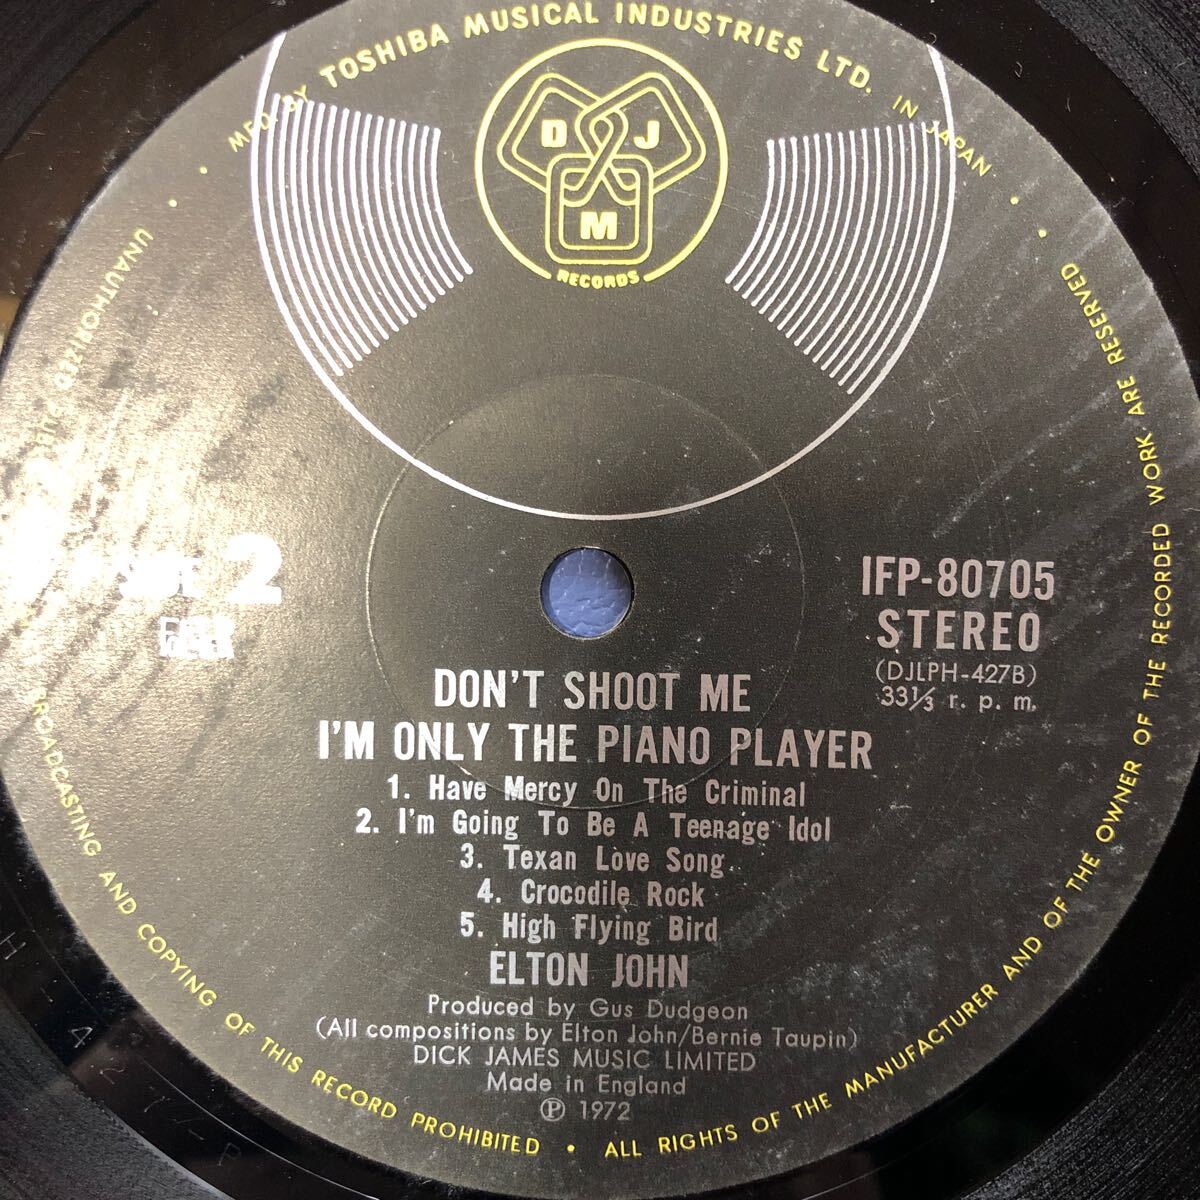 MFD. BY TOSHIBA MUSICAL INDUSTRIES LTD. IN JAPAN
D J
M
RECORDS
2
IFP-80705
STEREO
(DJLPH-427B)
33⅓ r. p. m.
DON'T SHOOT ME
I'M ONLY THE PIANO PLAYER
1. Have Mercy On The Criminal
2. I'm Going To Be A Teenage Idol
3. Texan Love Song
4. Crocodile Rock
5. High Flying Bird
ELTON JOHN
Produced by Gus Dudgeon
(All compositions by Elton John/Bernie Taupin)
DICK JAMES MUSIC LIMITED
Made in England
℗ 1972
ALL RIGHTS OF THE MANUFACTURER AND OF THE OWNER OF THE RECORDED WORK ARE RESERVED
UNAUTHORIZED BROADCASTING AND COPYING OF THIS RECORD PROHIBITED